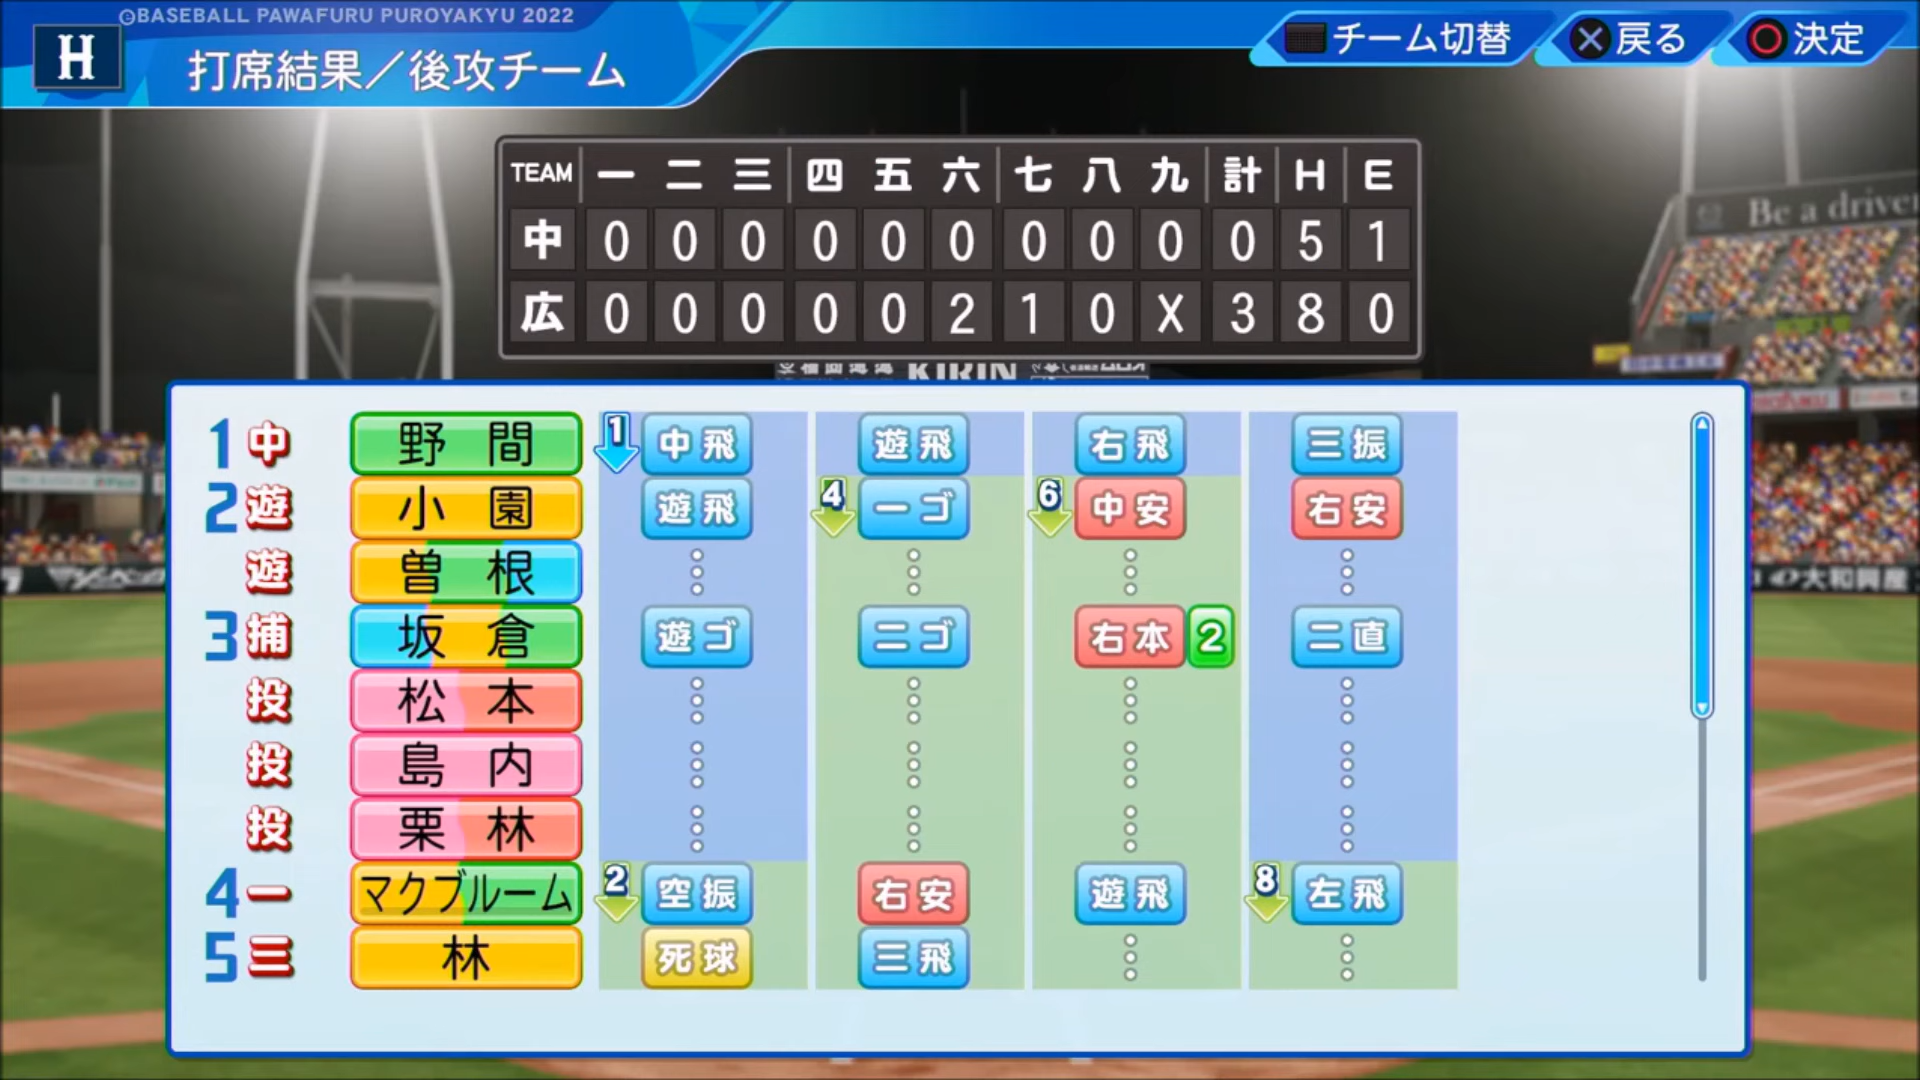 ©BASEBALL PAWAFURU PUROYAKYU 2022
H 打席結果／後攻チーム
チーム切替 戻る 決定
TEAM 一 二 三 四 五 六 七 八 九 計 H E
中 0 0 0 0 0 0 0 0 0 0 5 1
広 0 0 0 0 0 2 1 0 X 3 8 0
Be a driver
KIRIN
1 中 野間 1 中飛 遊飛 右飛 三振
2 遊 小園 遊飛 4 一ゴ 6 中安 右安
遊 曽根
大和興産
3 捕 坂倉 遊ゴ 二ゴ 右本 2 二直
投 松本
投 島内
投 栗林
4 一 マクブルーム 2 空振 右安 遊飛 8 左飛
5 三 林 死球 三飛